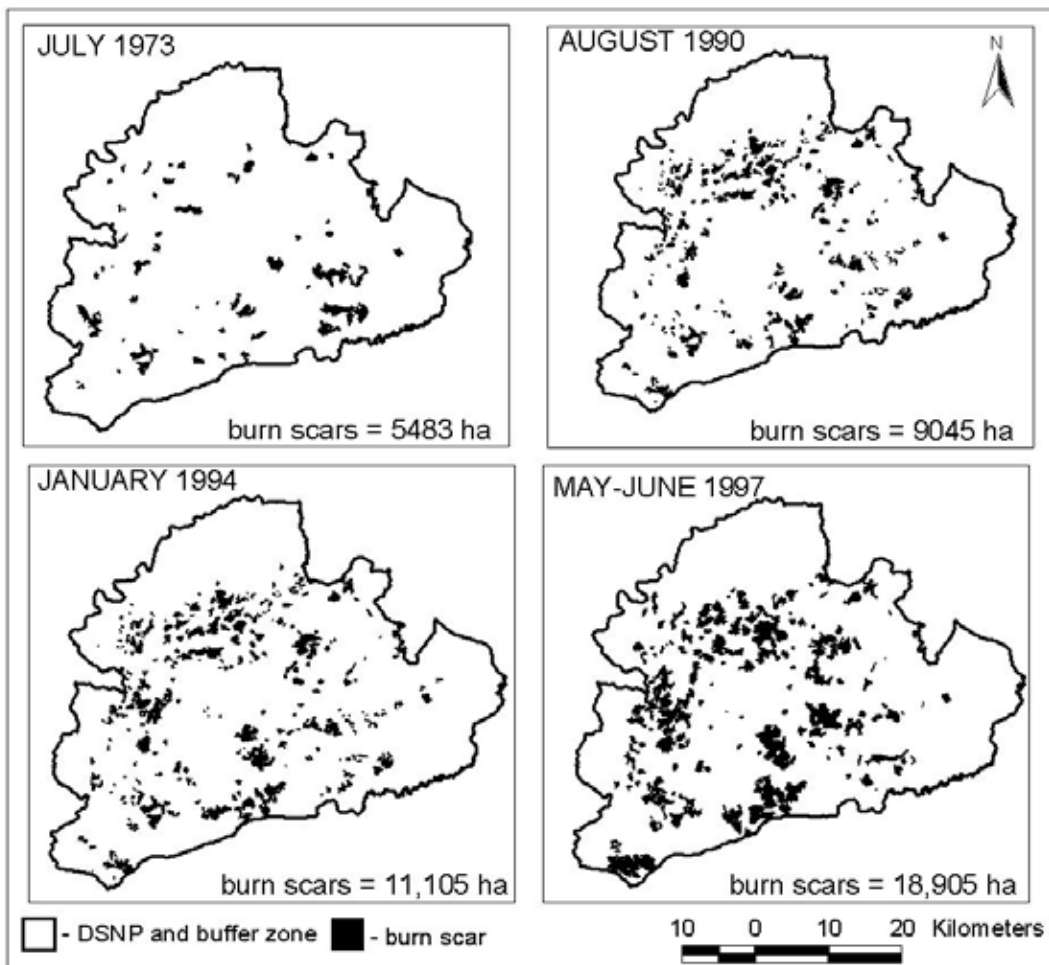 JULY 1973
burn scars = 5483 ha
AUGUST 1990
N
burn scars = 9045 ha
JANUARY 1994
burn scars = 11,105 ha
MAY-JUNE 1997
burn scars = 18,905 ha
- DSNP and buffer zone - burn scar
10 0 10 20 Kilometers